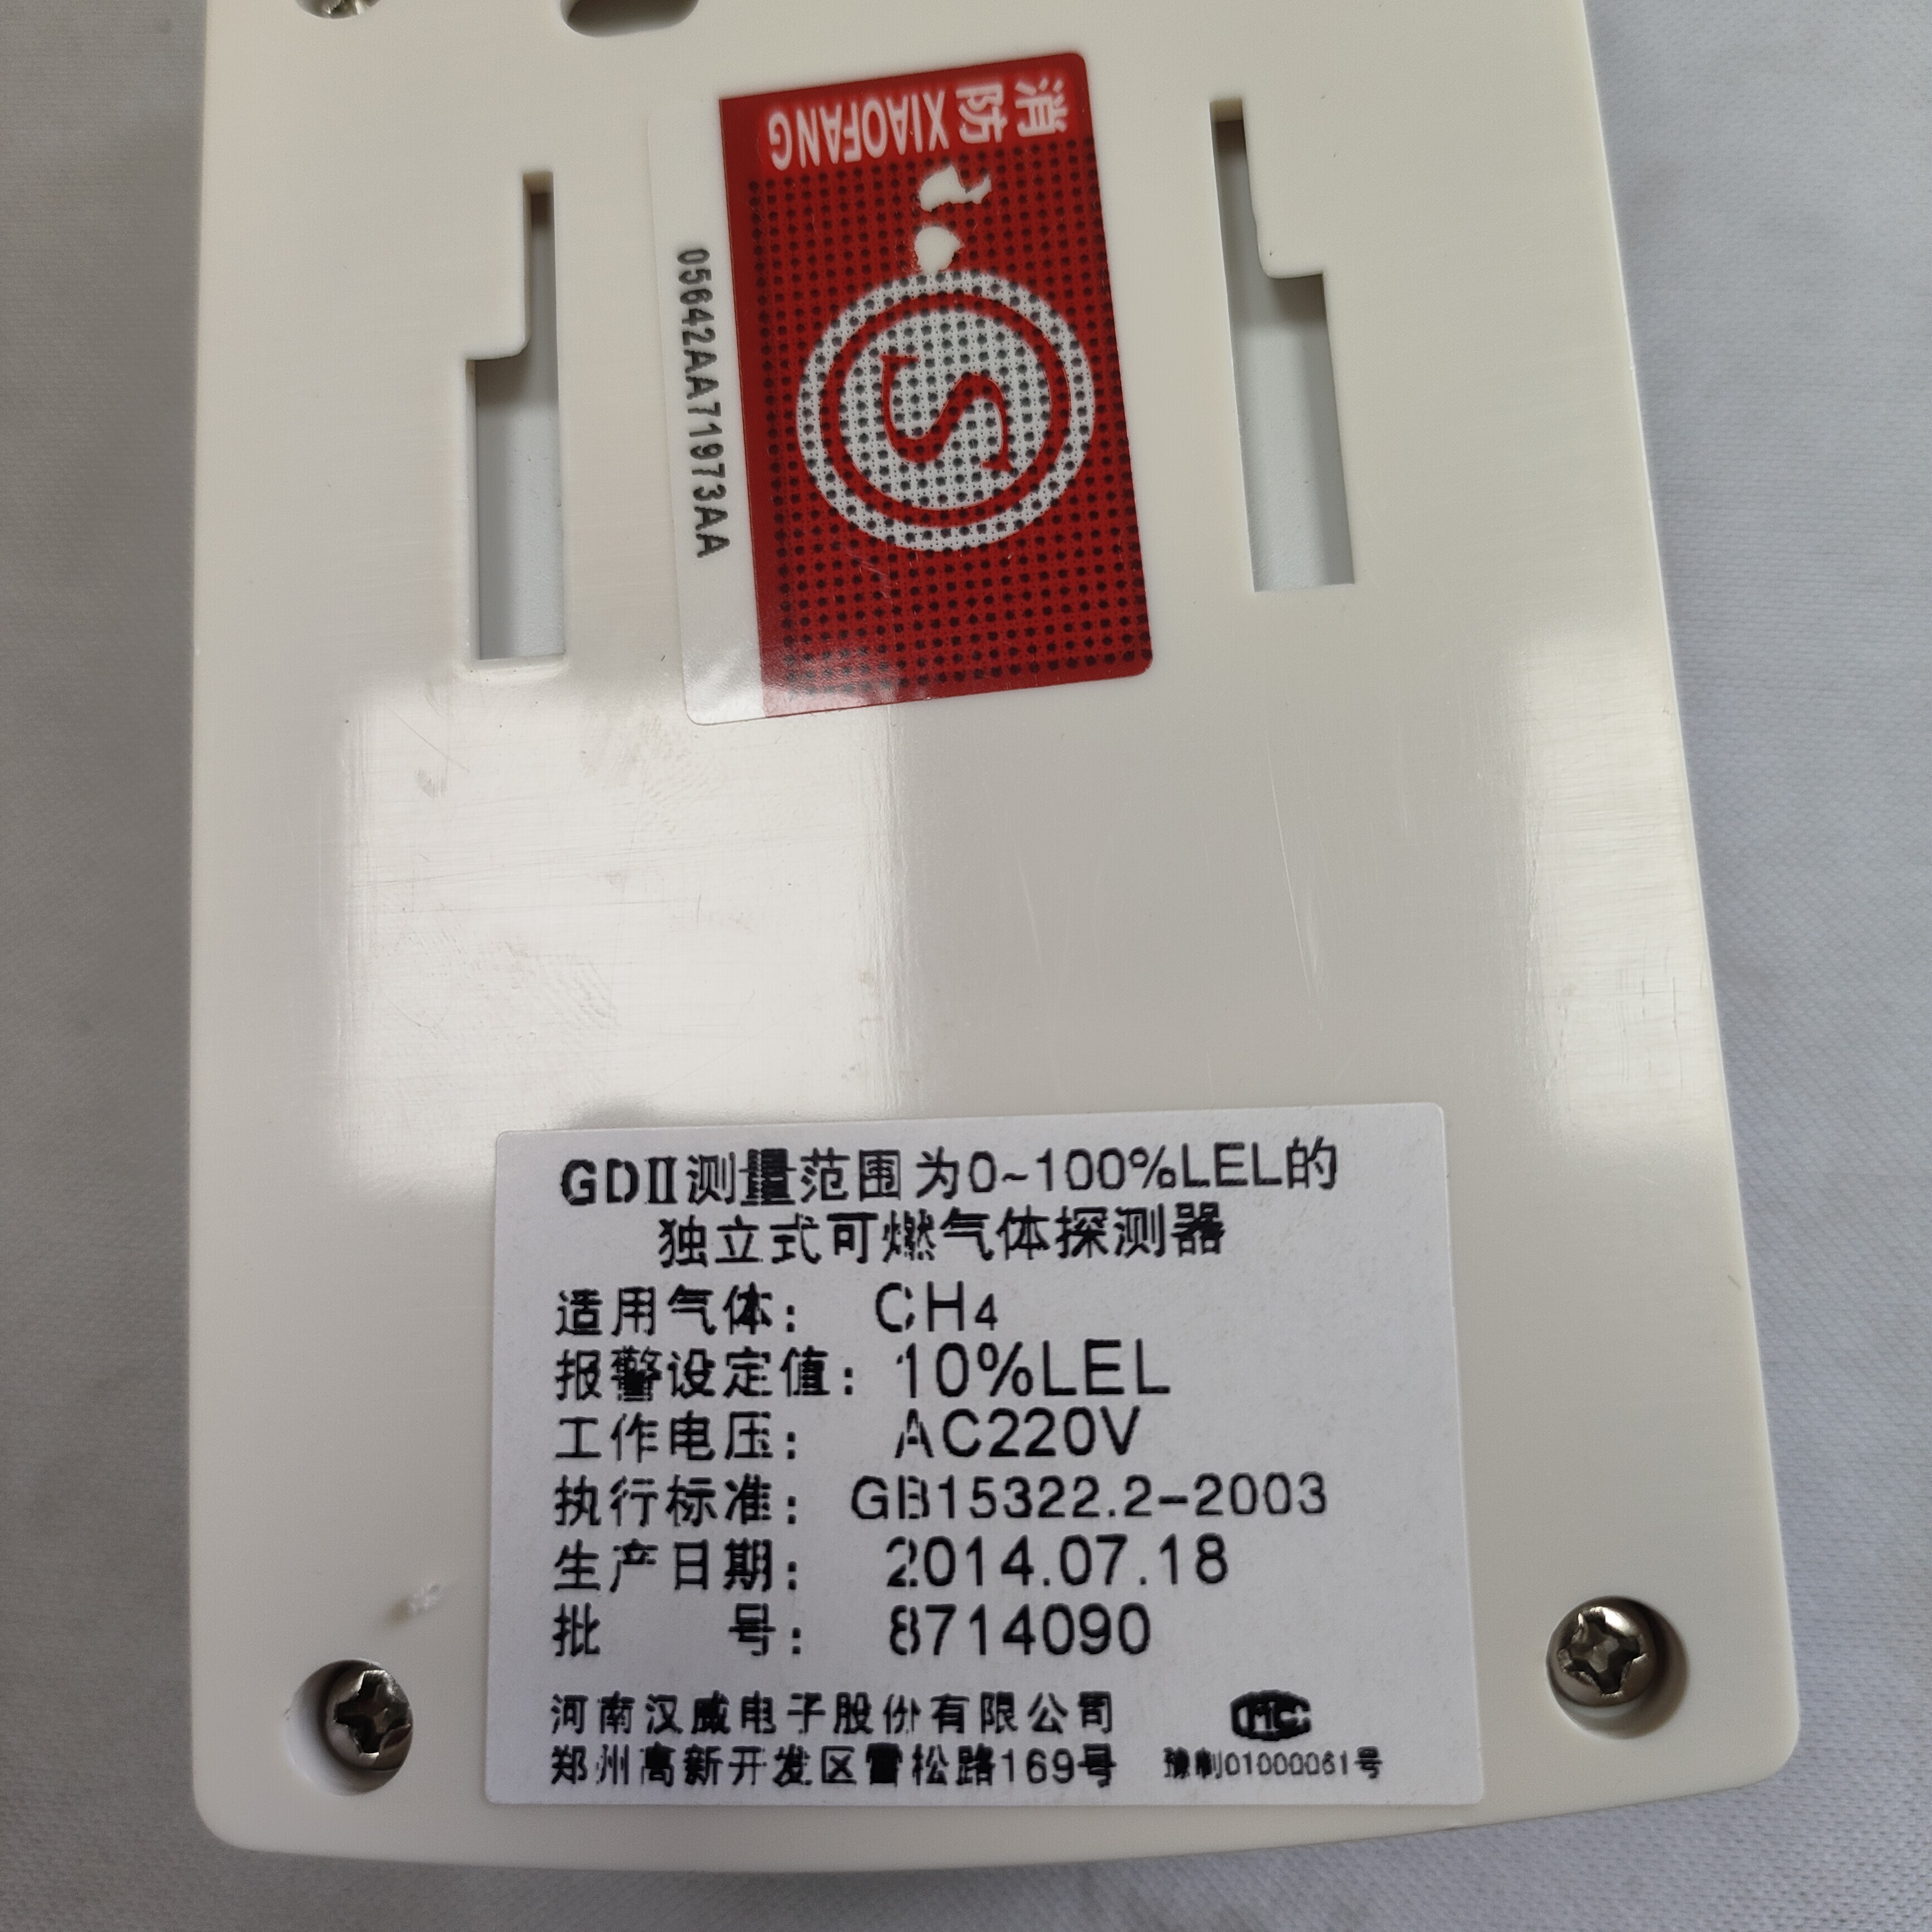 消防 XIAOFANG
S
05642AA71973AA
GDⅡ测量范围为0~100%LEL的
独立式可燃气体探测器
适用气体： CH4
报警设定值： 10%LEL
工作电压： AC220V
执行标准： GB15322.2-2003
生产日期： 2014.07.18
批 号： 8714090
河南汉威电子股份有限公司
郑州高新开发区雪松路169号
MC
豫制01000061号